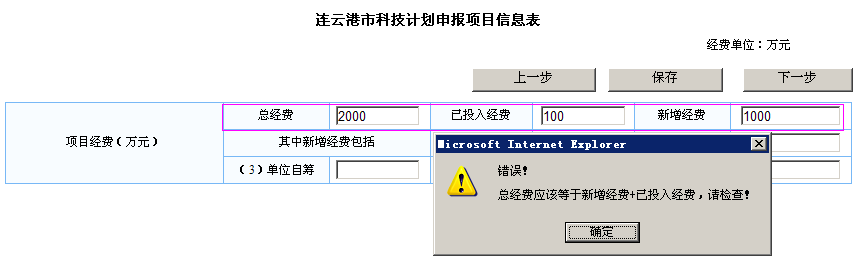 连云港市科技计划申报项目信息表
经费单位：万元
上一步 保存 下一步
总经费 2000 已投入经费 100 新增经费 1000
项目经费（万元）
其中新增经费包括
Microsoft Internet Explorer
（3）单位自筹
错误！
总经费应该等于新增经费+已投入经费，请检查！
确定